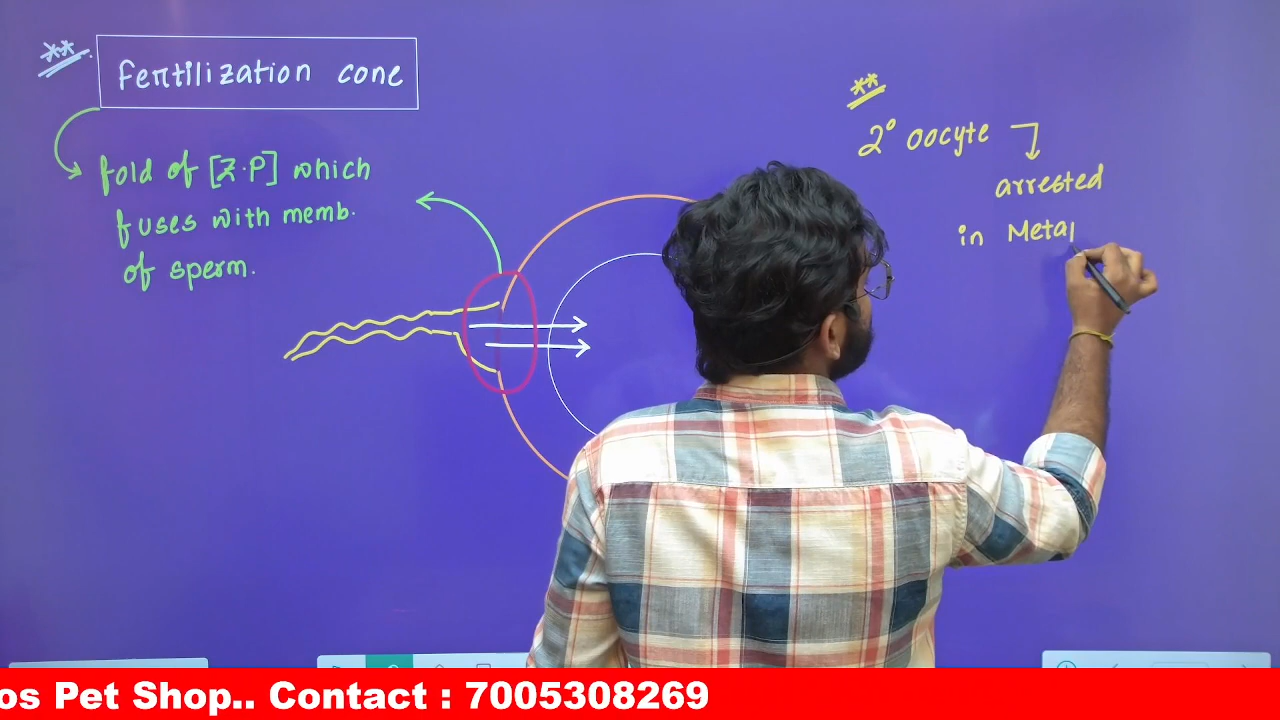 ** Fertilization cone
fold of [Z.P] which
fuses with memb.
of sperm.
**
2° oocyte
arrested
in Metap
os Pet Shop.. Contact : 7005308269